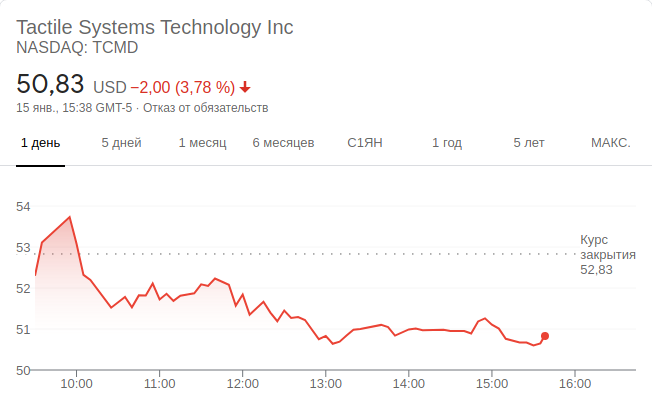 Tactile Systems Technology Inc
NASDAQ: TCMD
50,83 USD −2,00 (3,78 %)
15 янв., 15:38 GMT-5 · Отказ от обязательств
1 день 5 дней 1 месяц 6 месяцев С1ЯН 1 год 5 лет МАКС.
54
53
52
51
50
Курс
закрытия
52,83
10:00 11:00 12:00 13:00 14:00 15:00 16:00